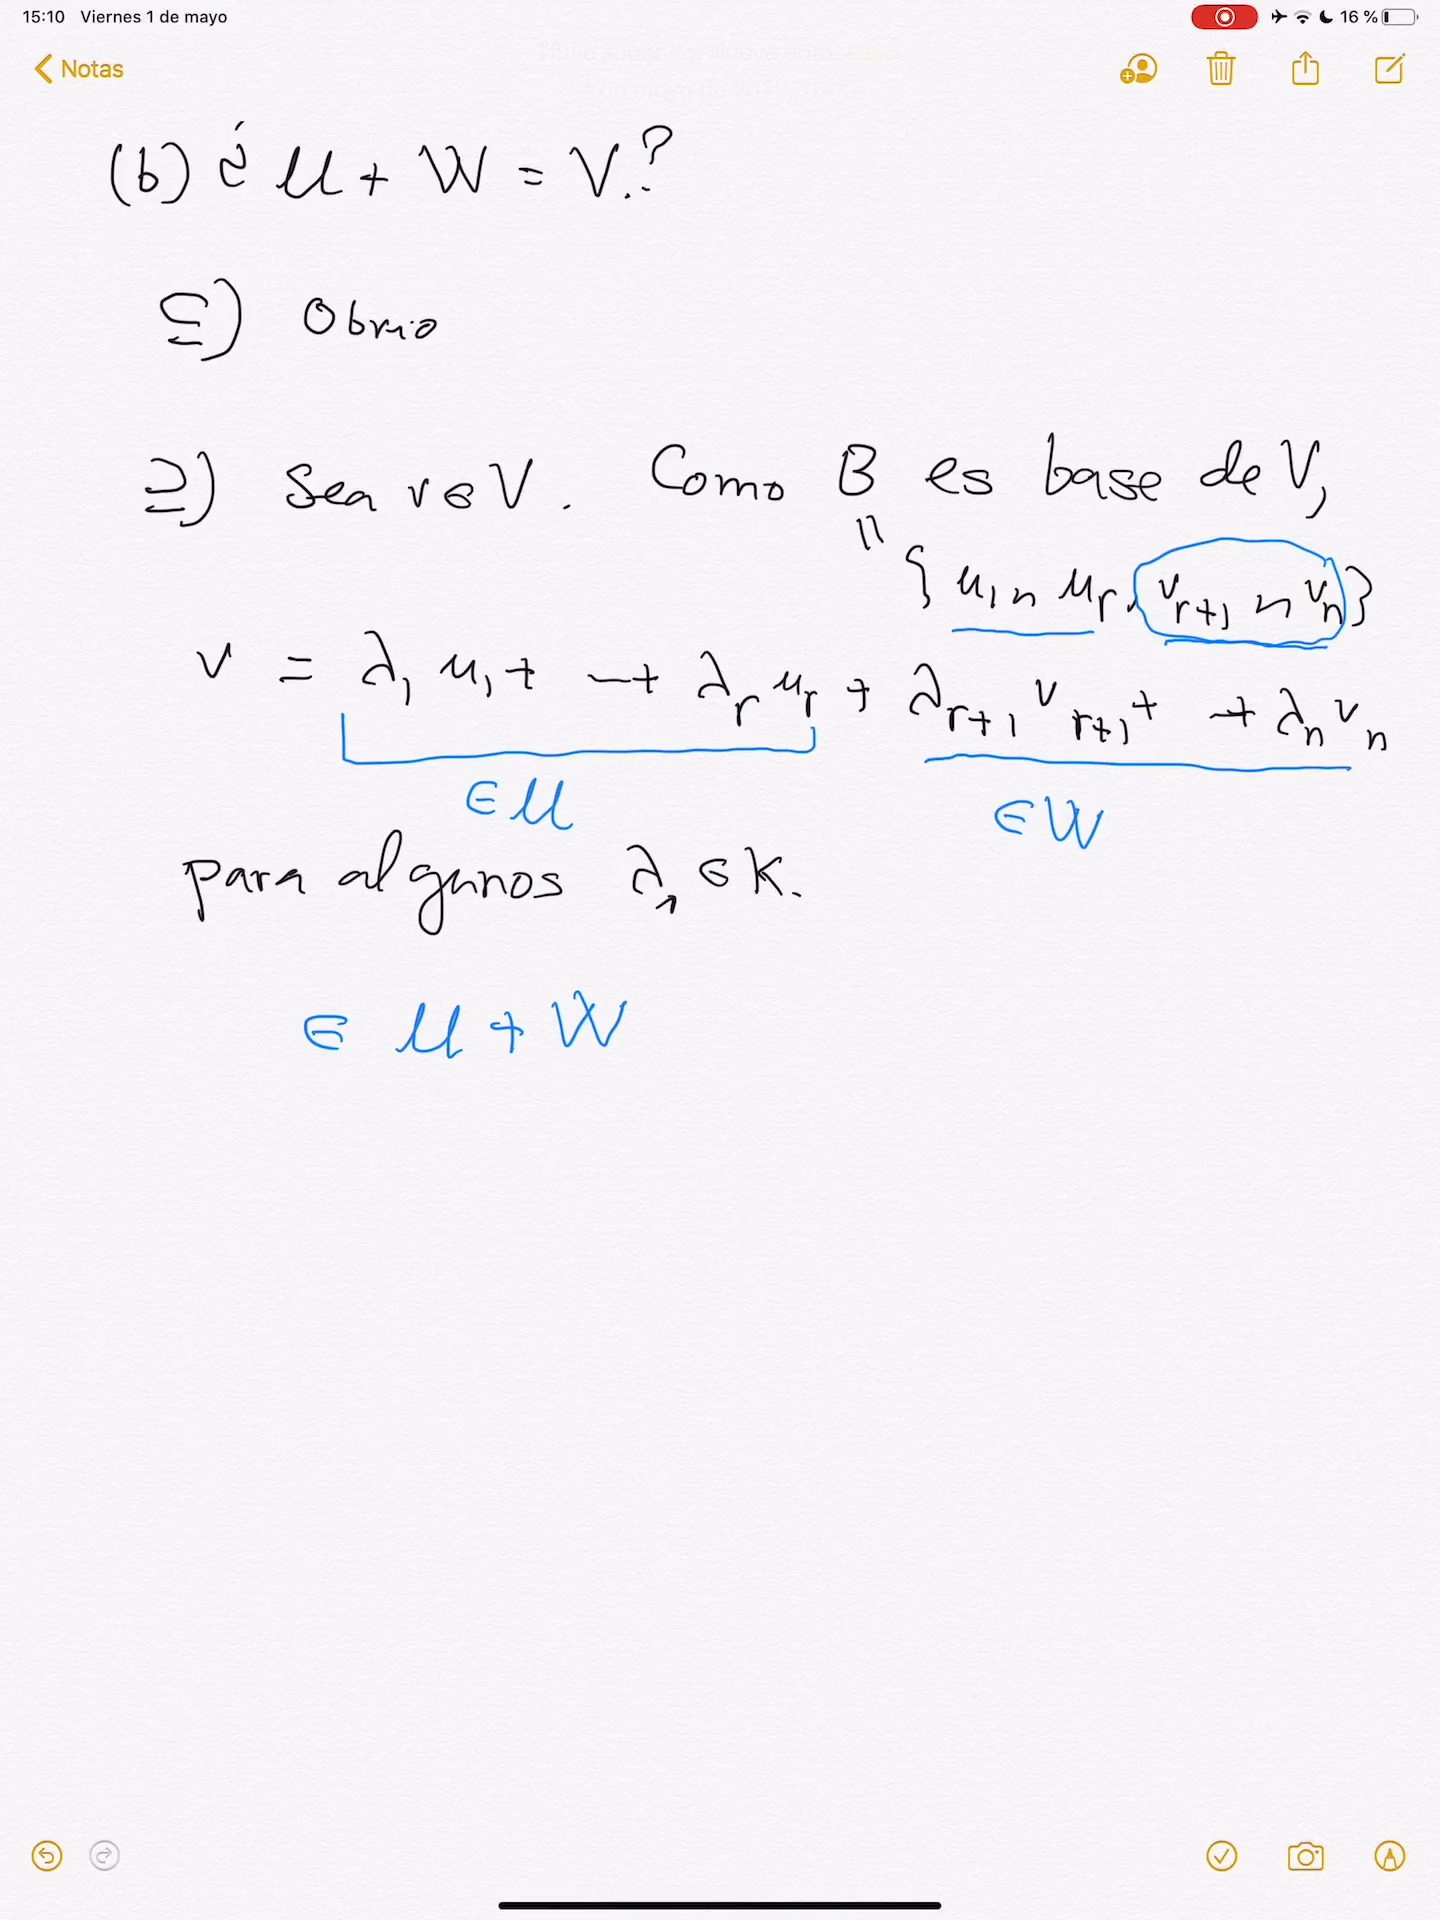 15:10 Viernes 1 de mayo 16 %
Notas
(b) ¿ U + W = V.?
⊆) Obvio
⊇) Sea v ∈ V. Como B es base de V,
" { u1, ..., ur, vr+1, ..., vn }
v = λ1 u1 + ... + λr ur + λr+1 vr+1 + ... + λn vn
∈ U ∈ W
para algunos λi ∈ K.
∈ U + W